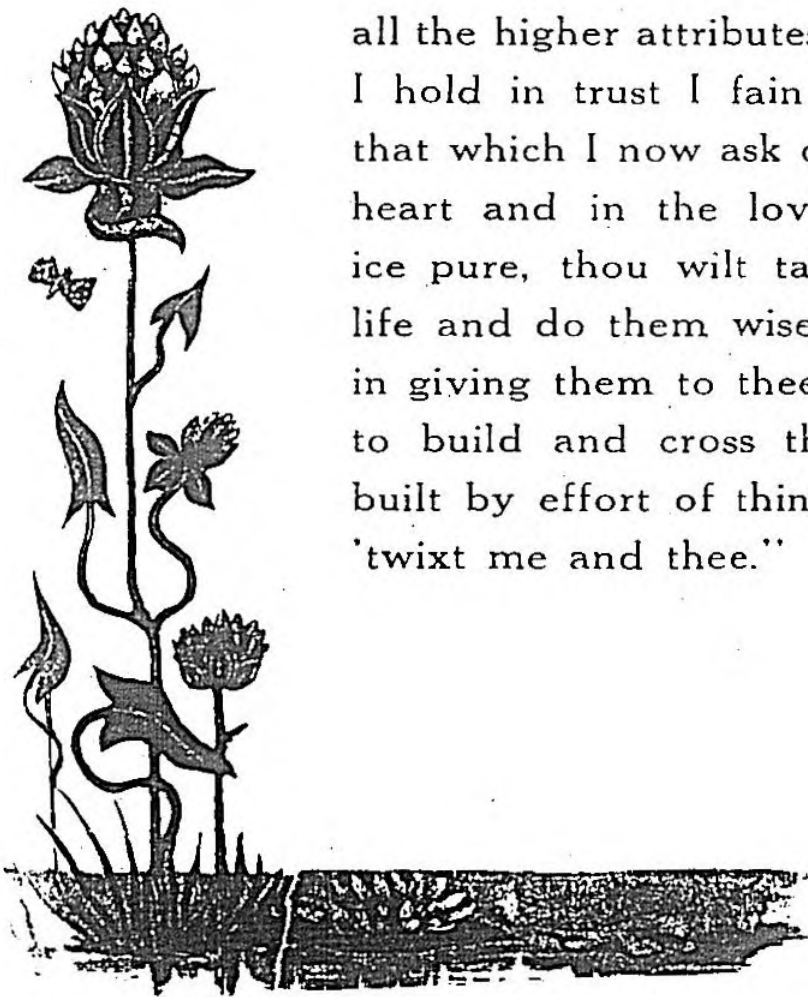 all the higher attributes
I hold in trust I fain
that which I now ask
heart and in the lov
ice pure, thou wilt ta
life and do them wise
in giving them to thee
to build and cross th
built by effort of thin
'twixt me and thee."